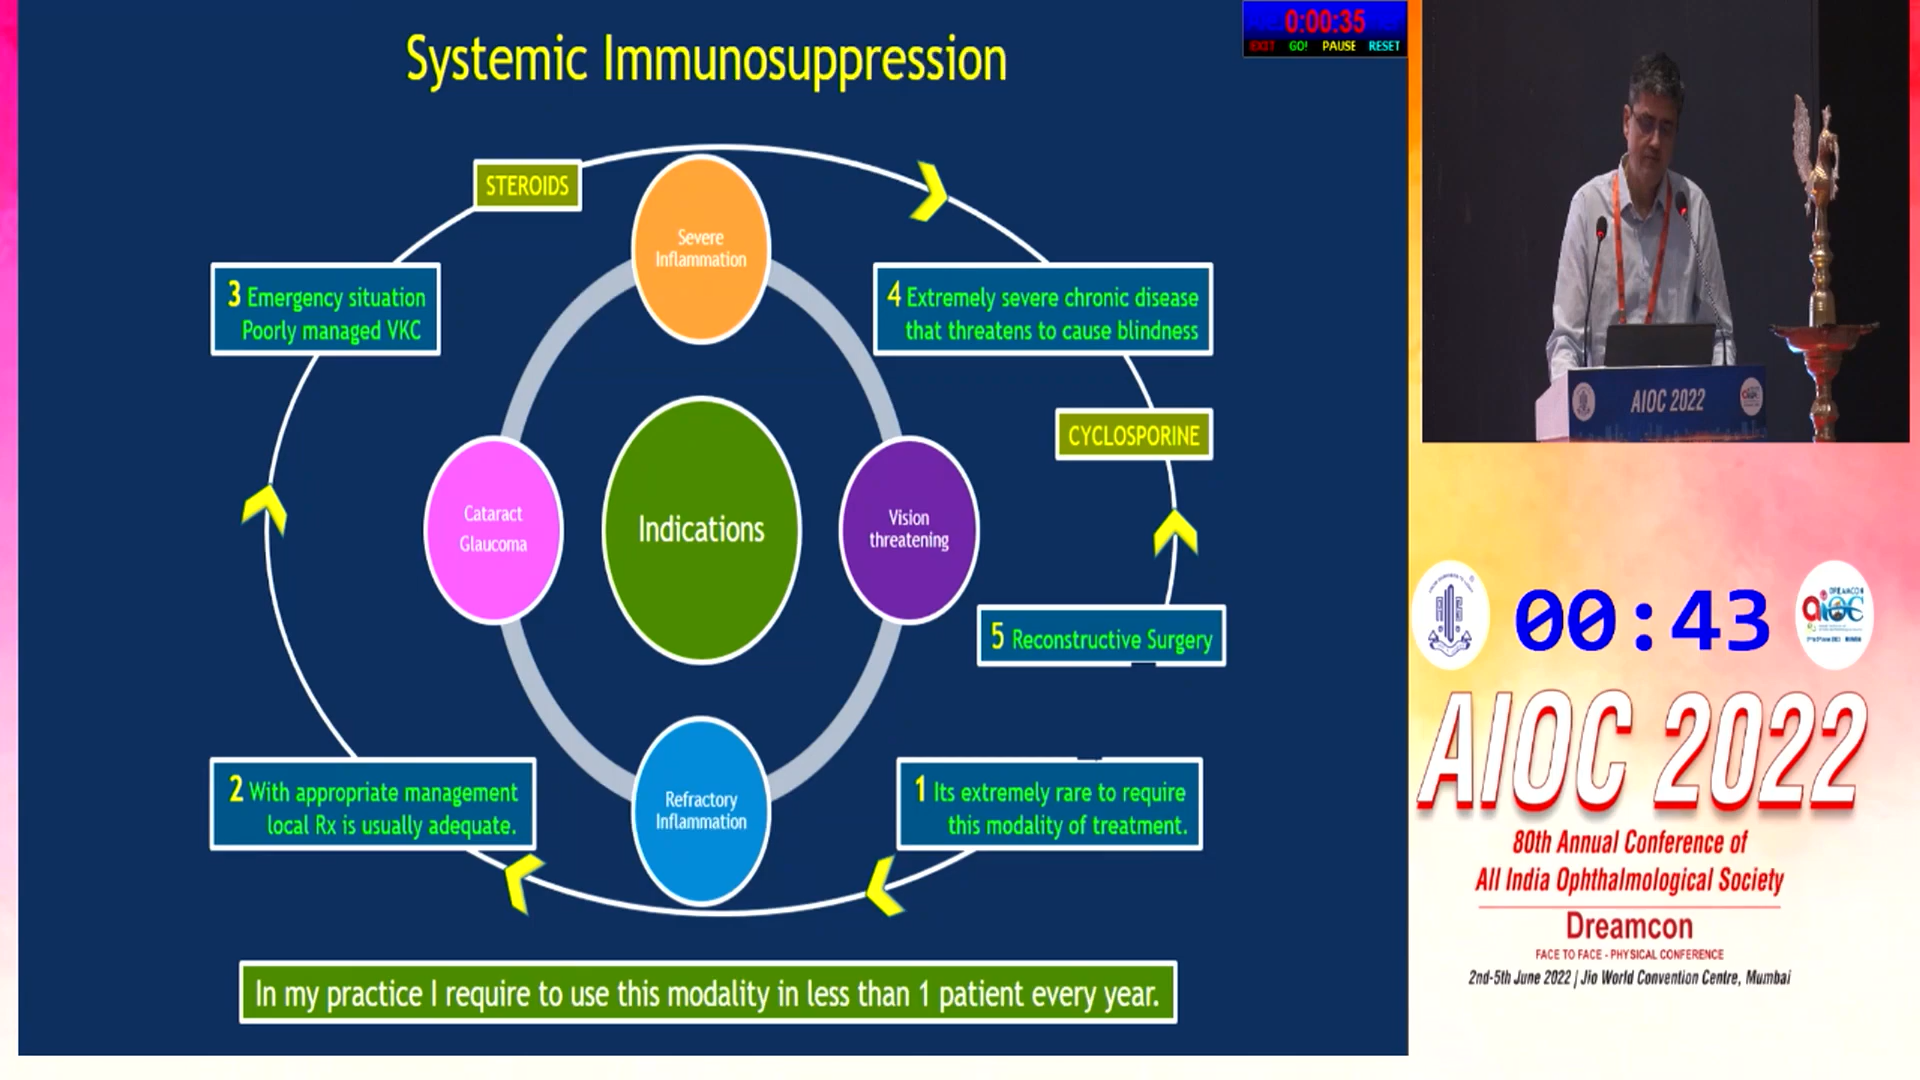 Systemic Immunosuppression
0:00:35
EXIT GO! PAUSE RESET
STEROIDS
Severe
Inflammation
3 Emergency situation
Poorly managed VKC
4 Extremely severe chronic disease
that threatens to cause blindness
CYCLOSPORINE
Cataract
Glaucoma
Indications
Vision
threatening
5 Reconstructive Surgery
2 With appropriate management
local Rx is usually adequate.
Refractory
Inflammation
1 Its extremely rare to require
this modality of treatment.
In my practice I require to use this modality in less than 1 patient every year.
AIOC 2022
00:43
AIOC 2022
80th Annual Conference of
All India Ophthalmological Society
Dreamcon
FACE TO FACE - PHYSICAL CONFERENCE
2nd-5th June 2022 | Jio World Convention Centre, Mumbai